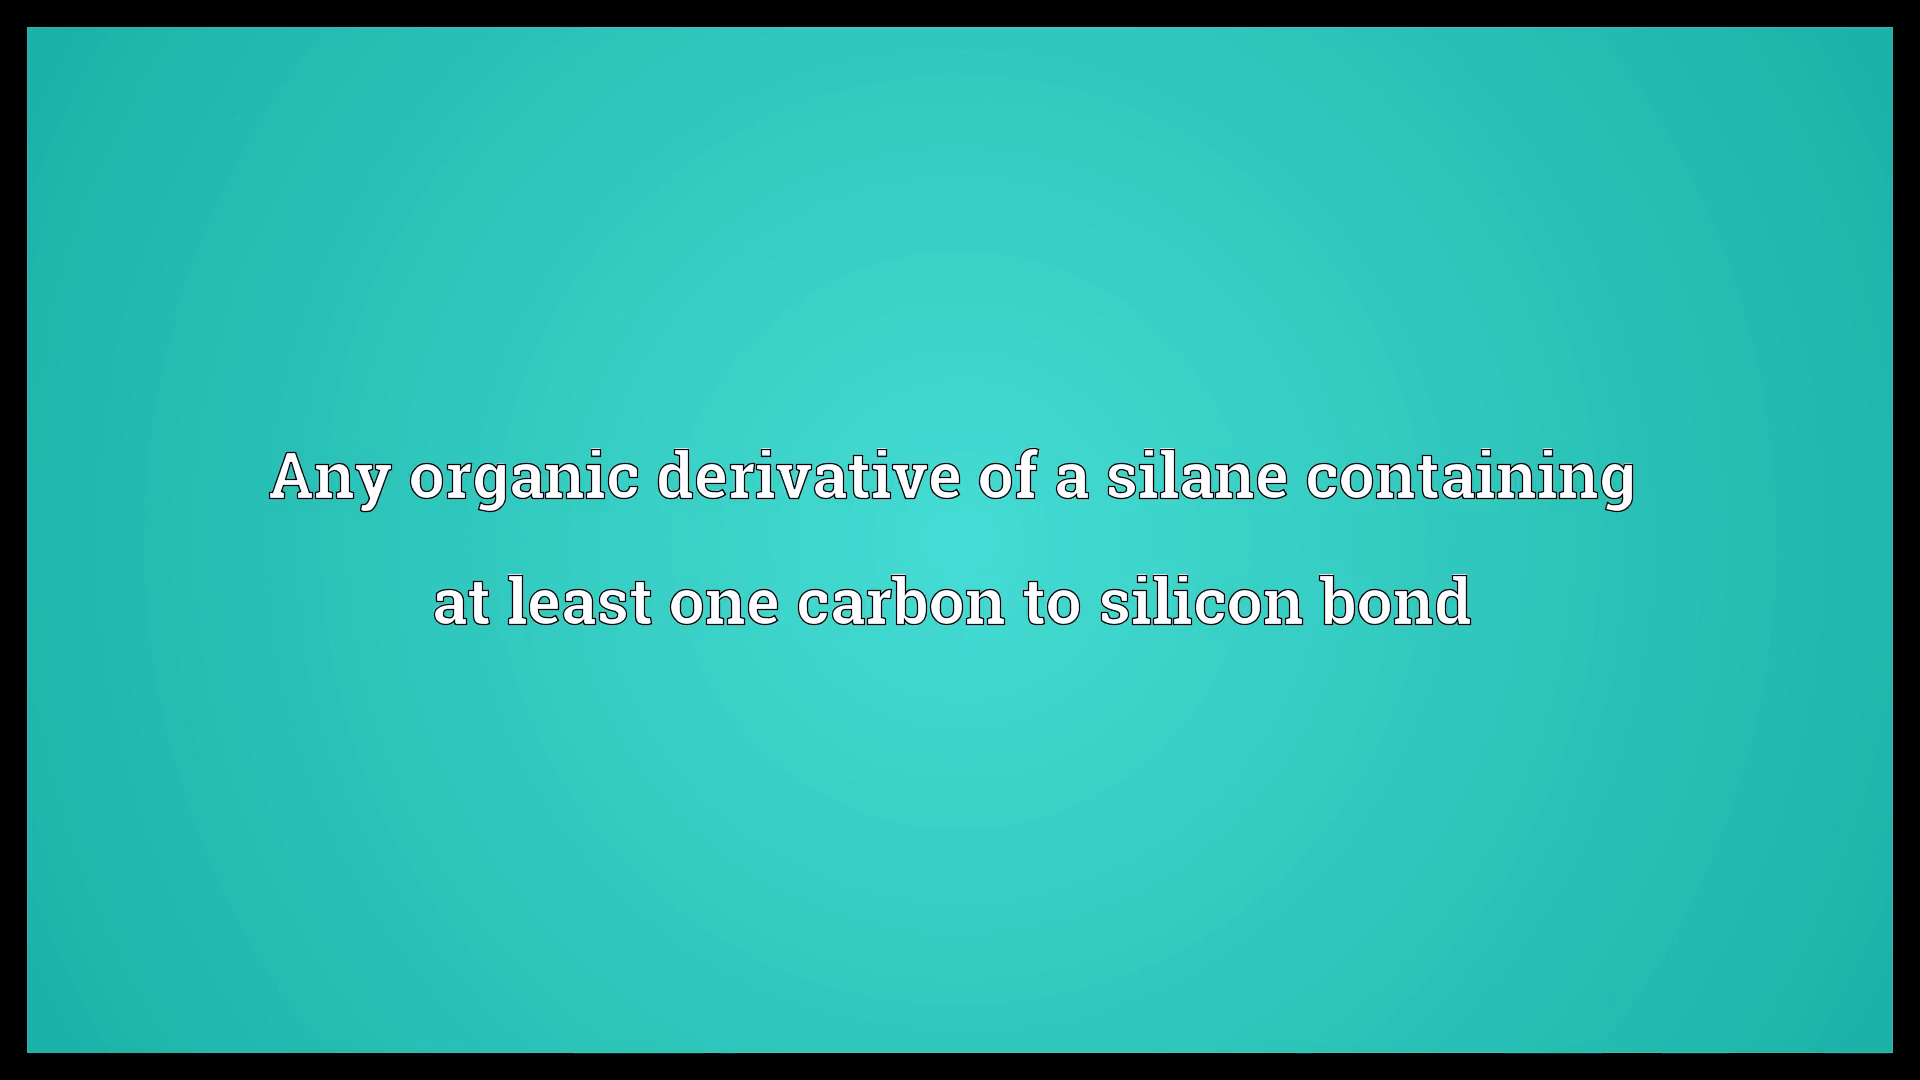 Any organic derivative of a silane containing
at least one carbon to silicon bond